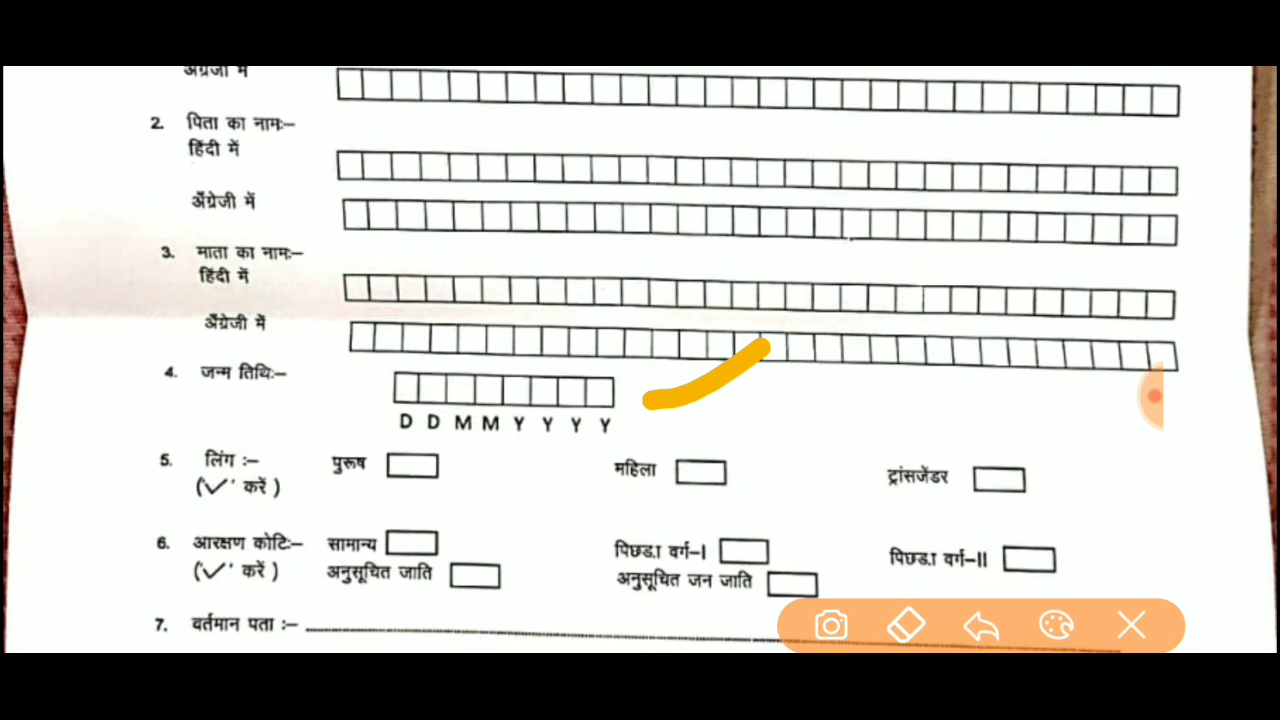 अंग्रेजी में
2. पिता का नामः–
हिंदी में
अँग्रेजी में
3. माता का नामः–
हिंदी में
अँग्रेजी में
4. जन्म तिथिः–
D D M M Y Y Y Y
5. लिंग :– पुरूष महिला ट्रांसजेंडर
('✓' करें )
6. आरक्षण कोटिः– सामान्य पिछड.ा वर्ग–I पिछड.ा वर्ग–II
('✓' करें ) अनुसूचित जाति अनुसूचित जन जाति
7. वर्तमान पता :–